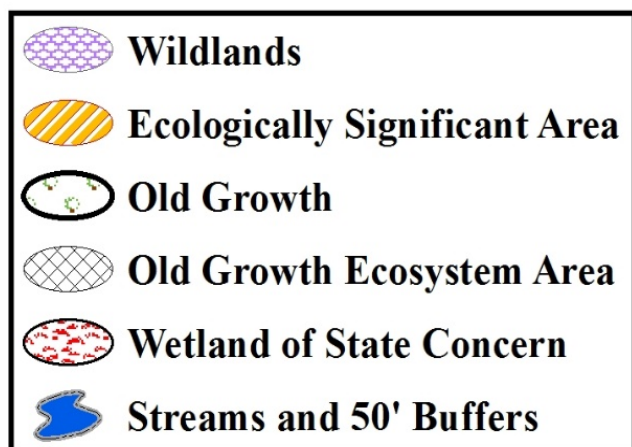 Wildlands
Ecologically Significant Area
Old Growth
Old Growth Ecosystem Area
Wetland of State Concern
Streams and 50' Buffers